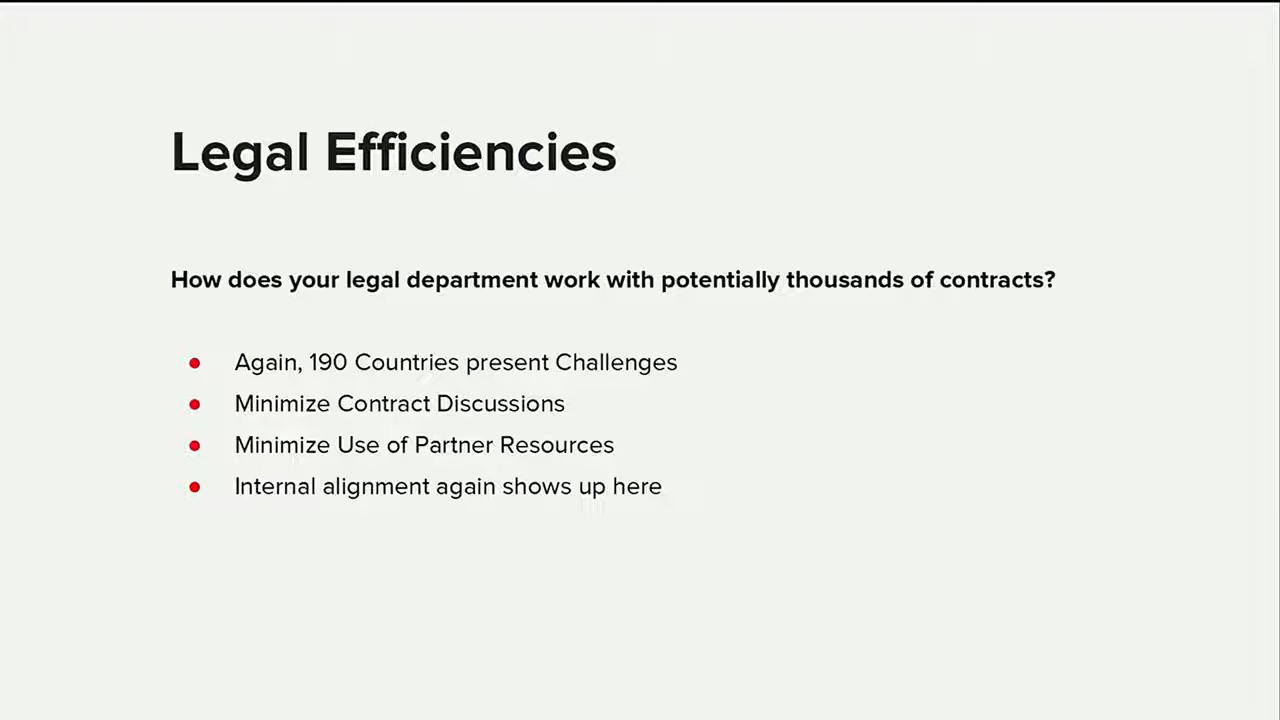 Legal Efficiencies
How does your legal department work with potentially thousands of contracts?
● Again, 190 Countries present Challenges
● Minimize Contract Discussions
● Minimize Use of Partner Resources
● Internal alignment again shows up here